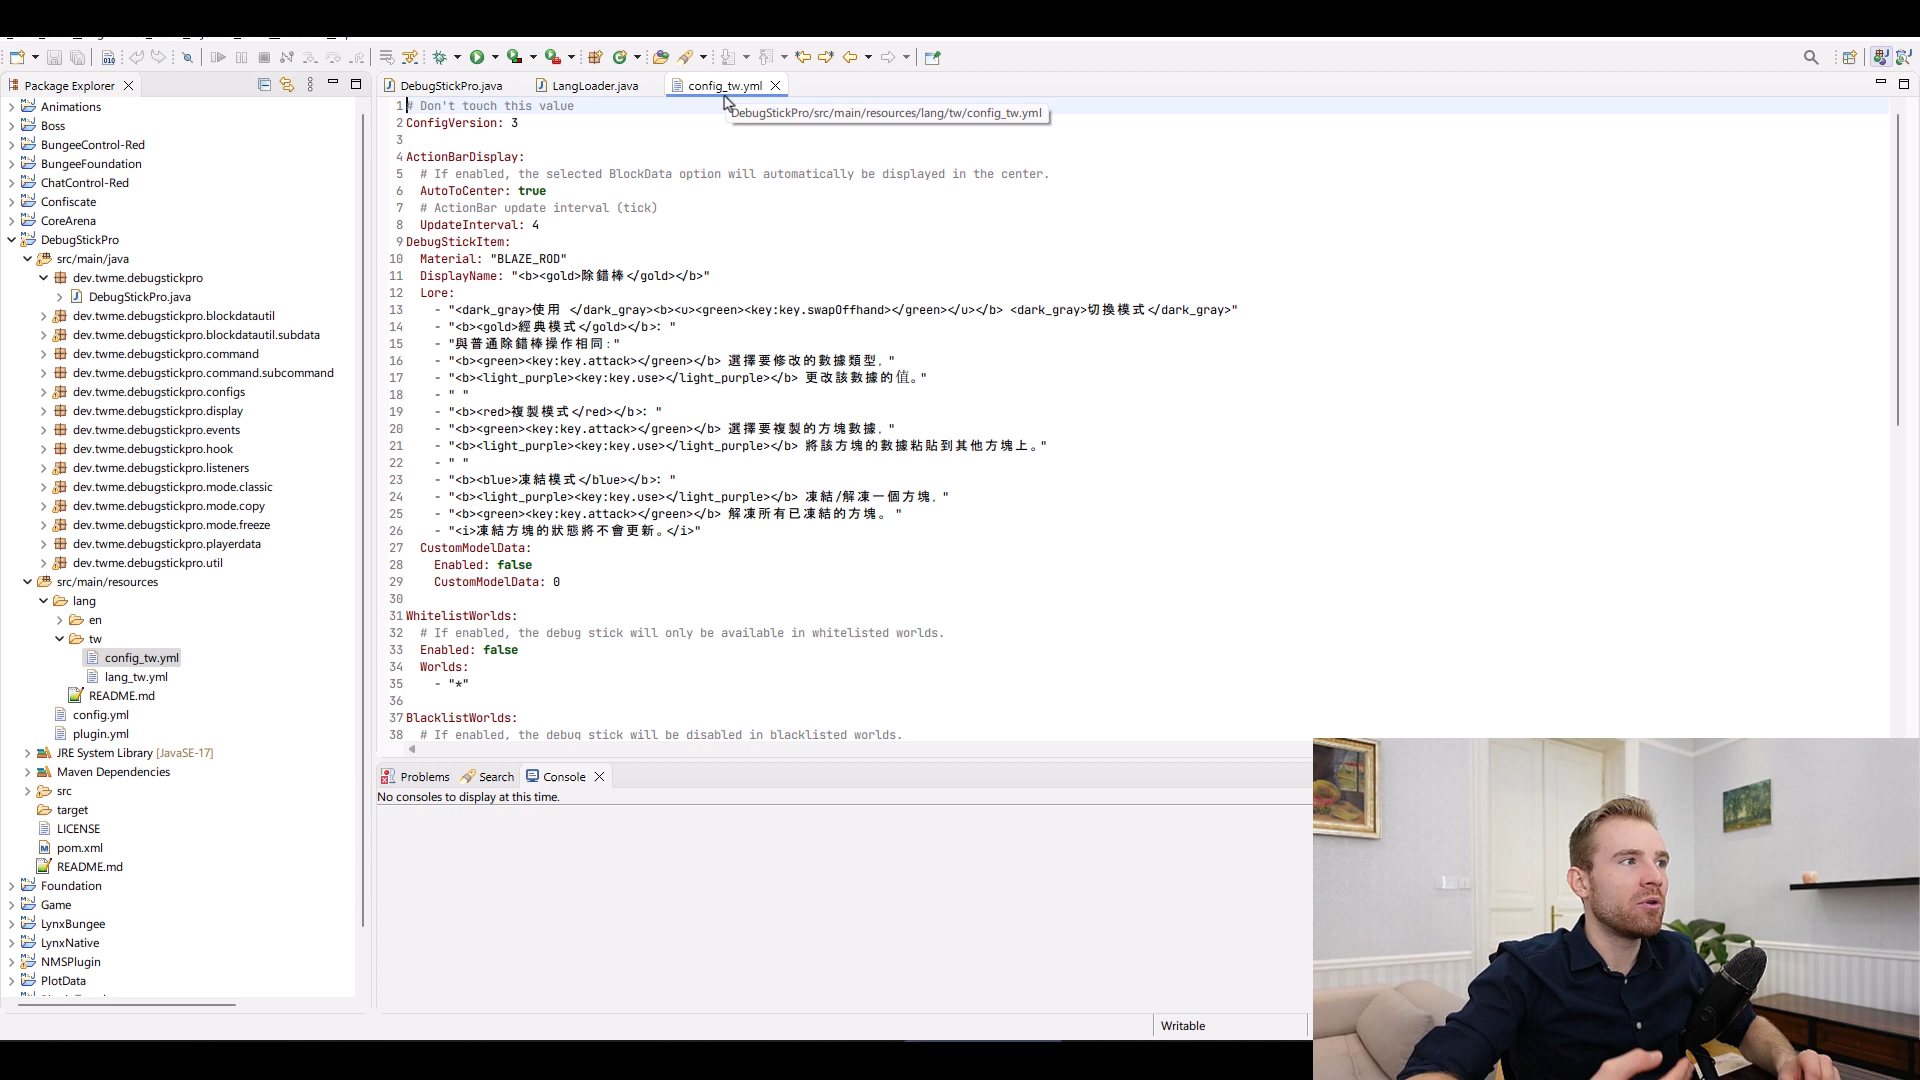 Package Explorer
Animations
Boss
BungeeControl-Red
BungeeFoundation
ChatControl-Red
Confiscate
CoreArena
DebugStickPro
src/main/java
dev.twme.debugstickpro
DebugStickPro.java
dev.twme.debugstickpro.blockdatautil
dev.twme.debugstickpro.blockdatautil.subdata
dev.twme.debugstickpro.command
dev.twme.debugstickpro.command.subcommand
dev.twme.debugstickpro.configs
dev.twme.debugstickpro.display
dev.twme.debugstickpro.events
dev.twme.debugstickpro.hook
dev.twme.debugstickpro.listeners
dev.twme.debugstickpro.mode.classic
dev.twme.debugstickpro.mode.copy
dev.twme.debugstickpro.mode.freeze
dev.twme.debugstickpro.playerdata
dev.twme.debugstickpro.util
src/main/resources
lang
en
tw
config_tw.yml
lang_tw.yml
README.md
config.yml
plugin.yml
JRE System Library [JavaSE-17]
Maven Dependencies
src
target
LICENSE
pom.xml
README.md
Foundation
Game
LynxBungee
LynxNative
NMSPlugin
PlotData
DebugStickPro.java LangLoader.java config_tw.yml
DebugStickPro/src/main/resources/lang/tw/config_tw.yml
1 # Don't touch this value
2 ConfigVersion: 3
3
4 ActionBarDisplay:
5 # If enabled, the selected BlockData option will automatically be displayed in the center.
6 AutoToCenter: true
7 # ActionBar update interval (tick)
8 UpdateInterval: 4
9 DebugStickItem:
10 Material: "BLAZE_ROD"
11 DisplayName: "<b><gold>除錯棒</gold></b>"
12 Lore:
13 - "<dark_gray>使用 </dark_gray><b><u><green><key:key.swapOffhand></green></u></b> <dark_gray>切換模式</dark_gray>"
14 - "<b><gold>經典模式</gold></b>: "
15 - "與普通除錯棒操作相同:"
16 - "<b><green><key:key.attack></green></b> 選擇要修改的數據類型, "
17 - "<b><light_purple><key:key.use></light_purple></b> 更改該數據的值。"
18 - " "
19 - "<b><red>複製模式</red></b>: "
20 - "<b><green><key:key.attack></green></b> 選擇要複製的方塊數據, "
21 - "<b><light_purple><key:key.use></light_purple></b> 將該方塊的數據粘貼到其他方塊上。"
22 - " "
23 - "<b><blue>凍結模式</blue></b>: "
24 - "<b><light_purple><key:key.use></light_purple></b> 凍結/解凍一個方塊, "
25 - "<b><green><key:key.attack></green></b> 解凍所有已凍結的方塊。 "
26 - "<i>凍結方塊的狀態將不會更新。</i>"
27 CustomModelData:
28 Enabled: false
29 CustomModelData: 0
30
31 WhitelistWorlds:
32 # If enabled, the debug stick will only be available in whitelisted worlds.
33 Enabled: false
34 Worlds:
35 - "*"
36
37 BlacklistWorlds:
38 # If enabled, the debug stick will be disabled in blacklisted worlds.
Problems Search Console
No consoles to display at this time.
Writable